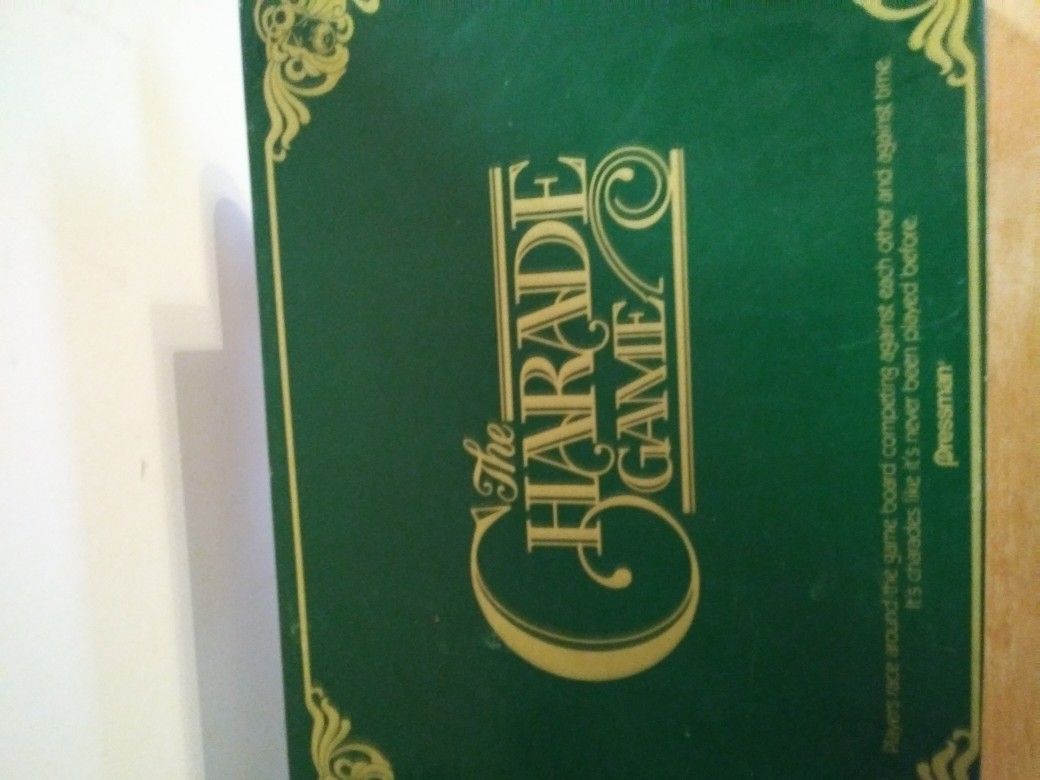 The
CHARADE
GAME
Players race around the game board competing against each other and against time.
It's charades like it's never been played before.
Pressman®